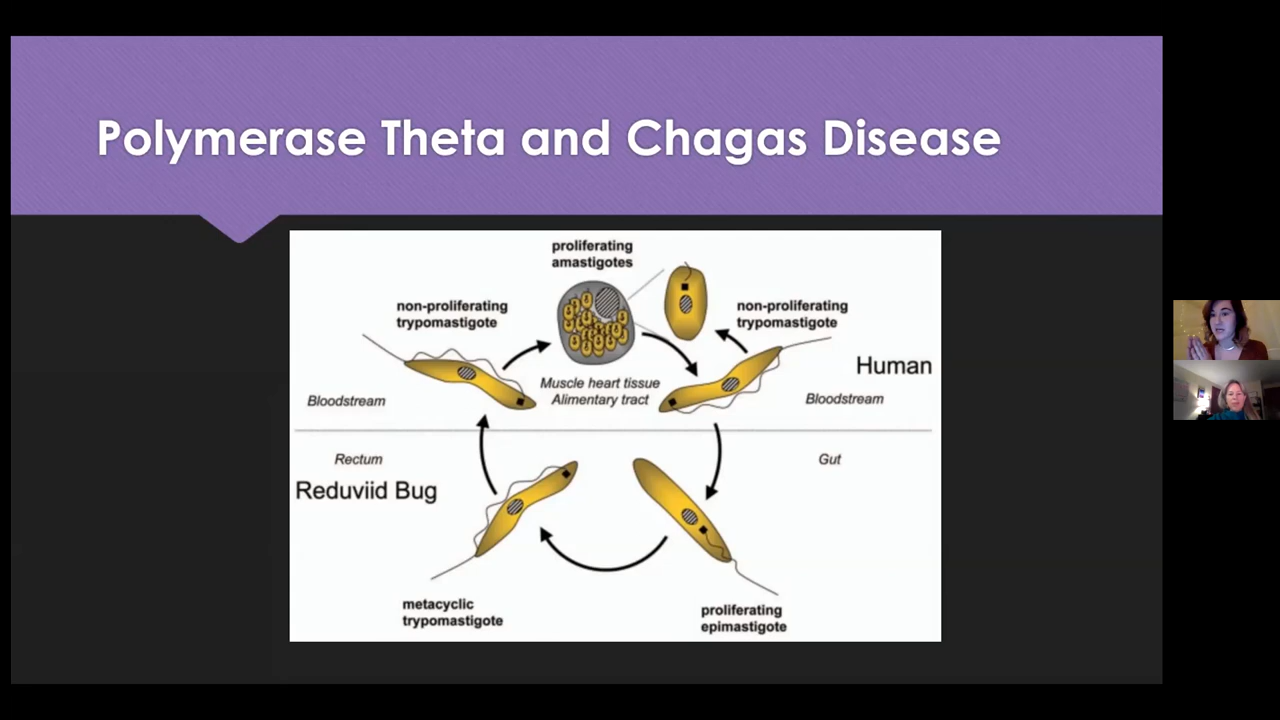 Polymerase Theta and Chagas Disease
proliferating
amastigotes
non-proliferating
trypomastigote
non-proliferating
trypomastigote
Human
Muscle heart tissue
Alimentary tract
Bloodstream
Bloodstream
Rectum
Gut
Reduviid Bug
metacyclic
trypomastigote
proliferating
epimastigote